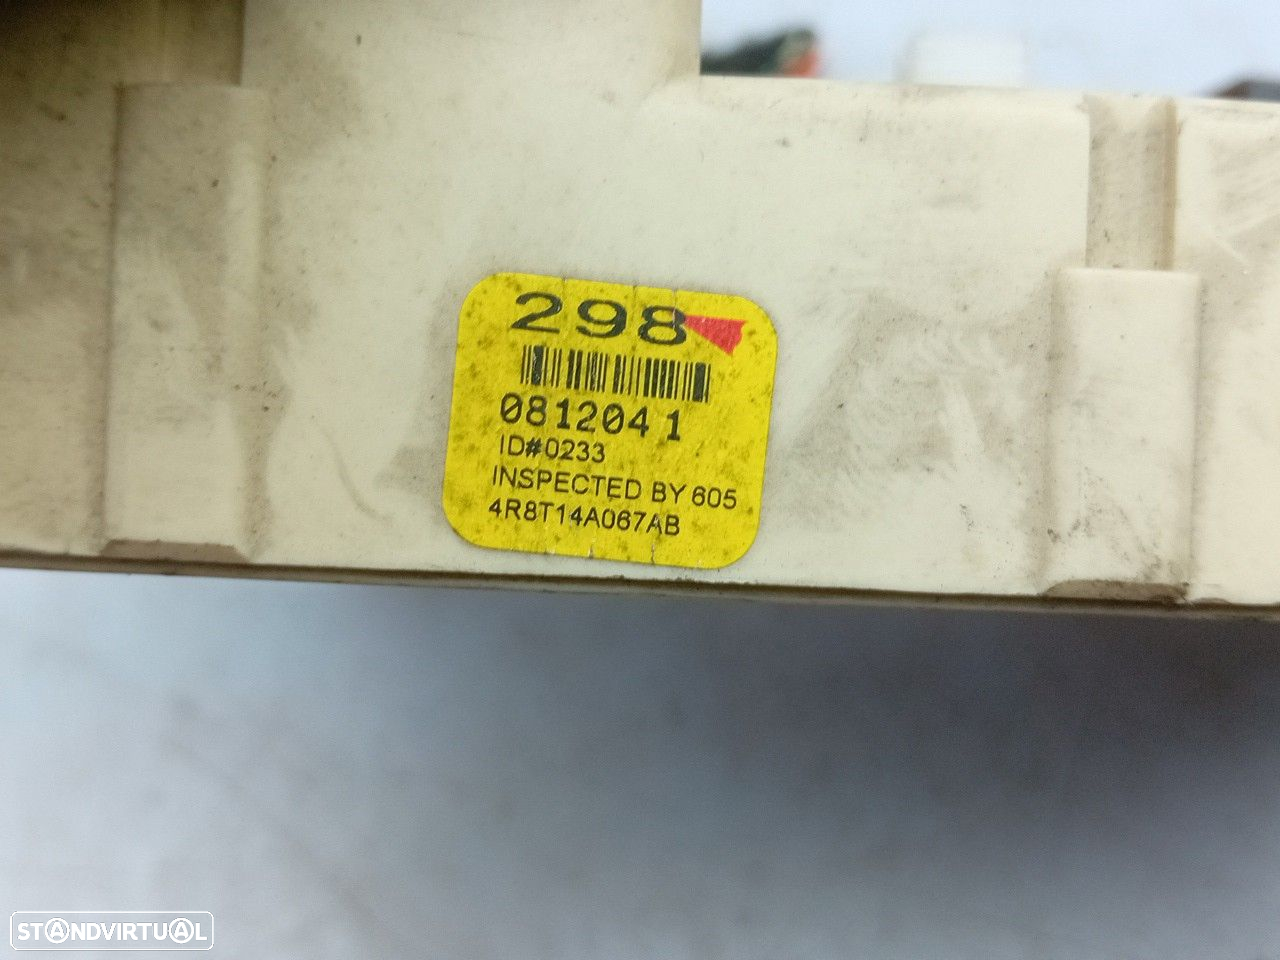 298
0812041
ID#0233
INSPECTED BY 605
4R8T14A067AB
STANDVIRTUAL